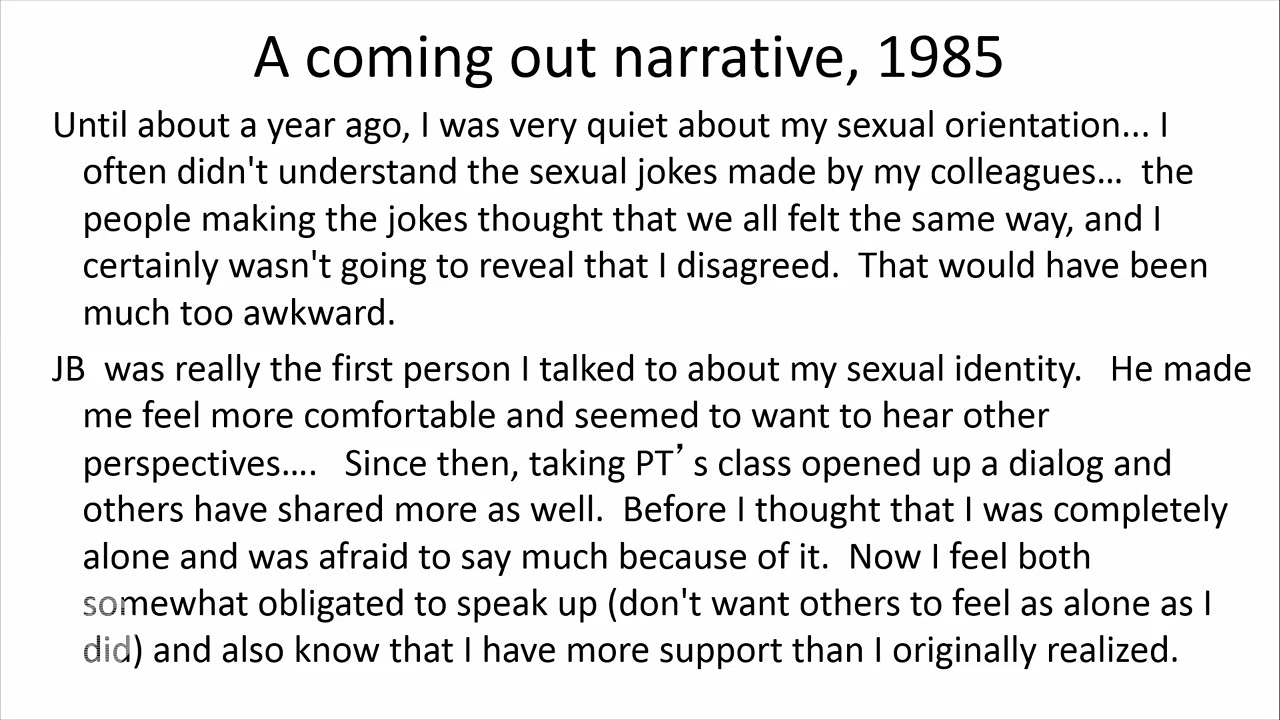 A coming out narrative, 1985
Until about a year ago, I was very quiet about my sexual orientation... I
often didn't understand the sexual jokes made by my colleagues… the
people making the jokes thought that we all felt the same way, and I
certainly wasn't going to reveal that I disagreed. That would have been
much too awkward.
JB was really the first person I talked to about my sexual identity. He made
me feel more comfortable and seemed to want to hear other
perspectives…. Since then, taking PT’s class opened up a dialog and
others have shared more as well. Before I thought that I was completely
alone and was afraid to say much because of it. Now I feel both
somewhat obligated to speak up (don't want others to feel as alone as I
did) and also know that I have more support than I originally realized.